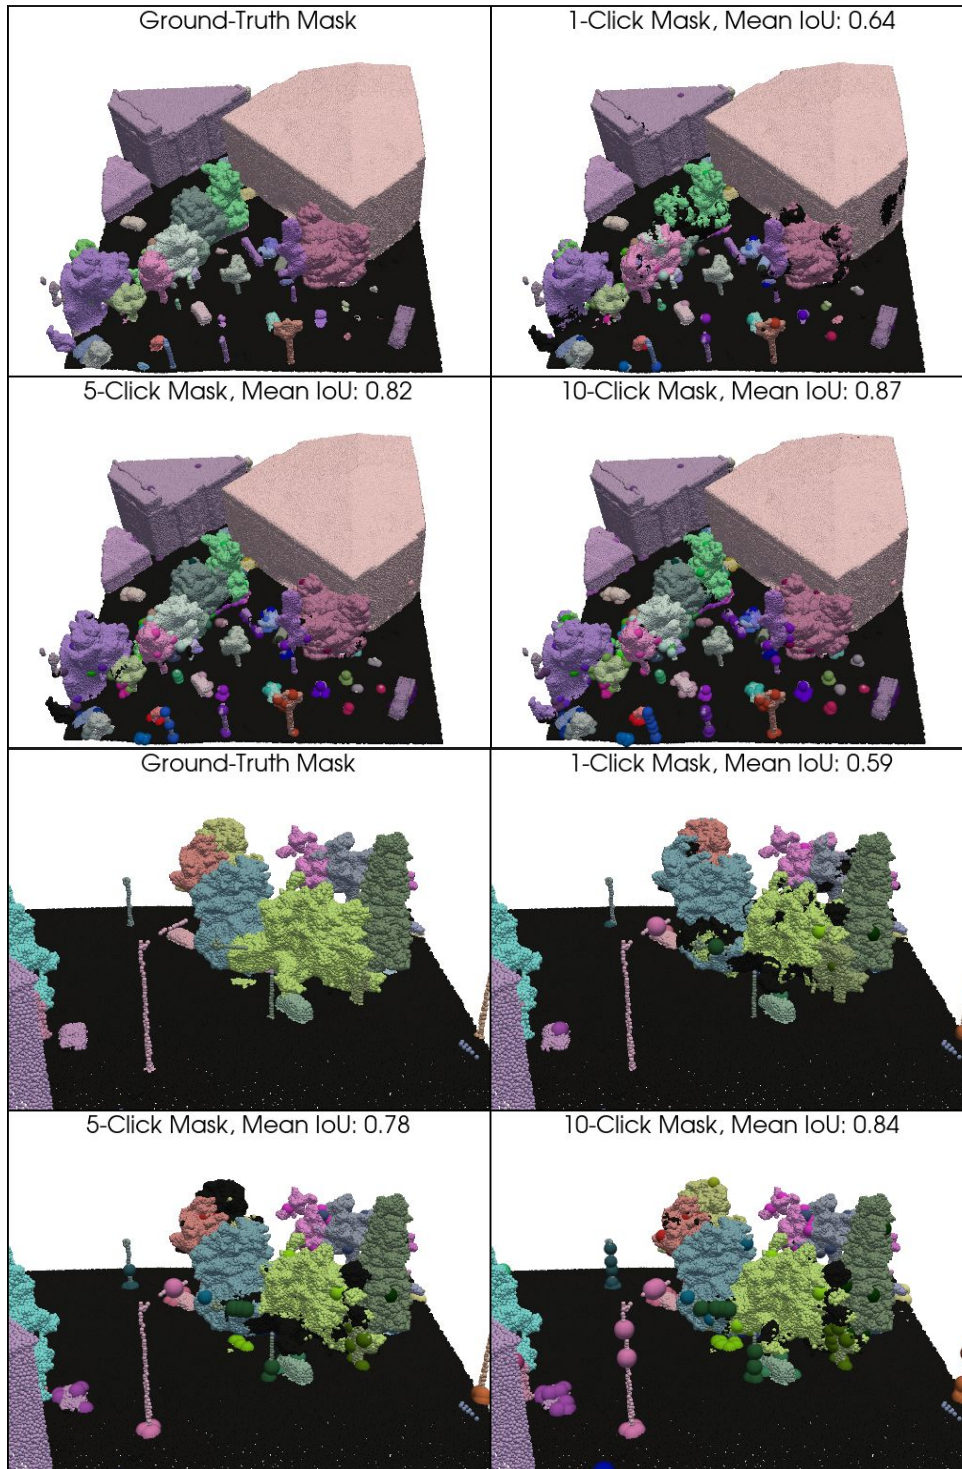 Ground-Truth Mask
1-Click Mask, Mean IoU: 0.64
5-Click Mask, Mean IoU: 0.82
10-Click Mask, Mean IoU: 0.87
Ground-Truth Mask
1-Click Mask, Mean IoU: 0.59
5-Click Mask, Mean IoU: 0.78
10-Click Mask, Mean IoU: 0.84